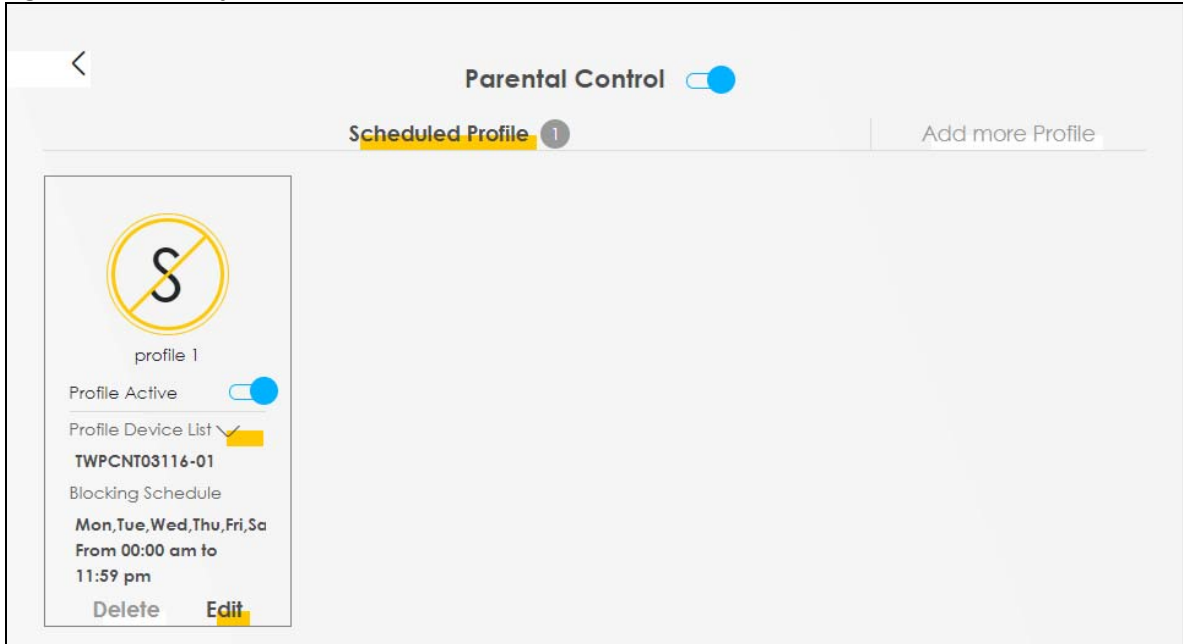 Parental Control
Scheduled Profile 1
Add more Profile
S
profile 1
Profile Active
Profile Device List
TWPCNT03116-01
Blocking Schedule
Mon,Tue,Wed,Thu,Fri,Sa
From 00:00 am to
11:59 pm
Delete Edit